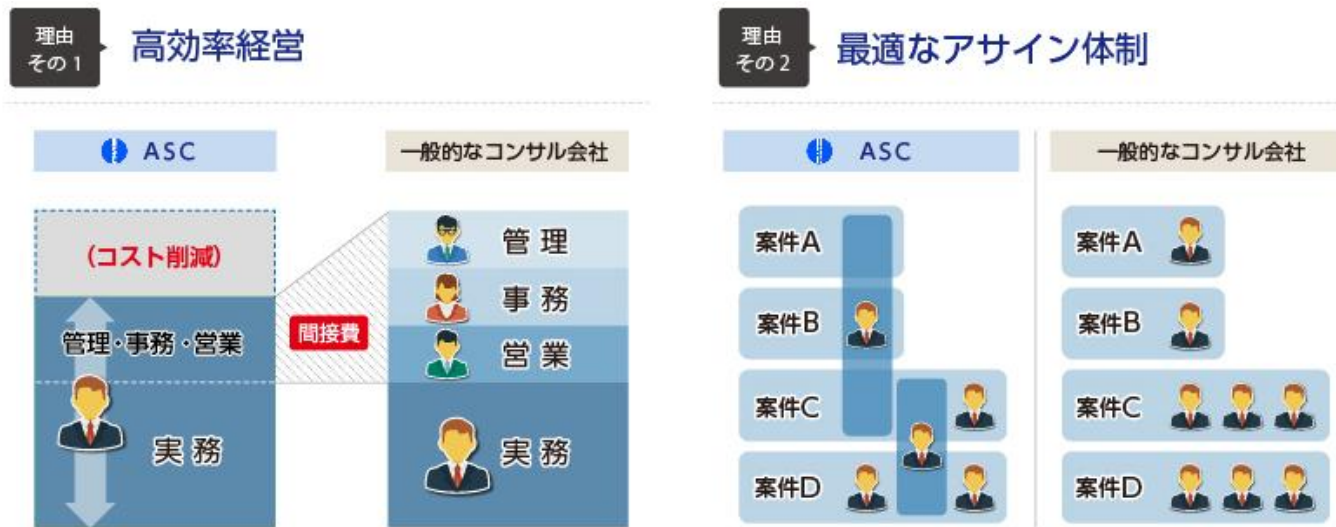 理由
その1
高効率経営
ASC
一般的なコンサル会社
(コスト削減)
管理・事務・営業
実務
間接費
管理
事務
営業
実務
理由
その2
最適なアサイン体制
ASC
案件A
案件B
案件C
案件D
一般的なコンサル会社
案件A
案件B
案件C
案件D